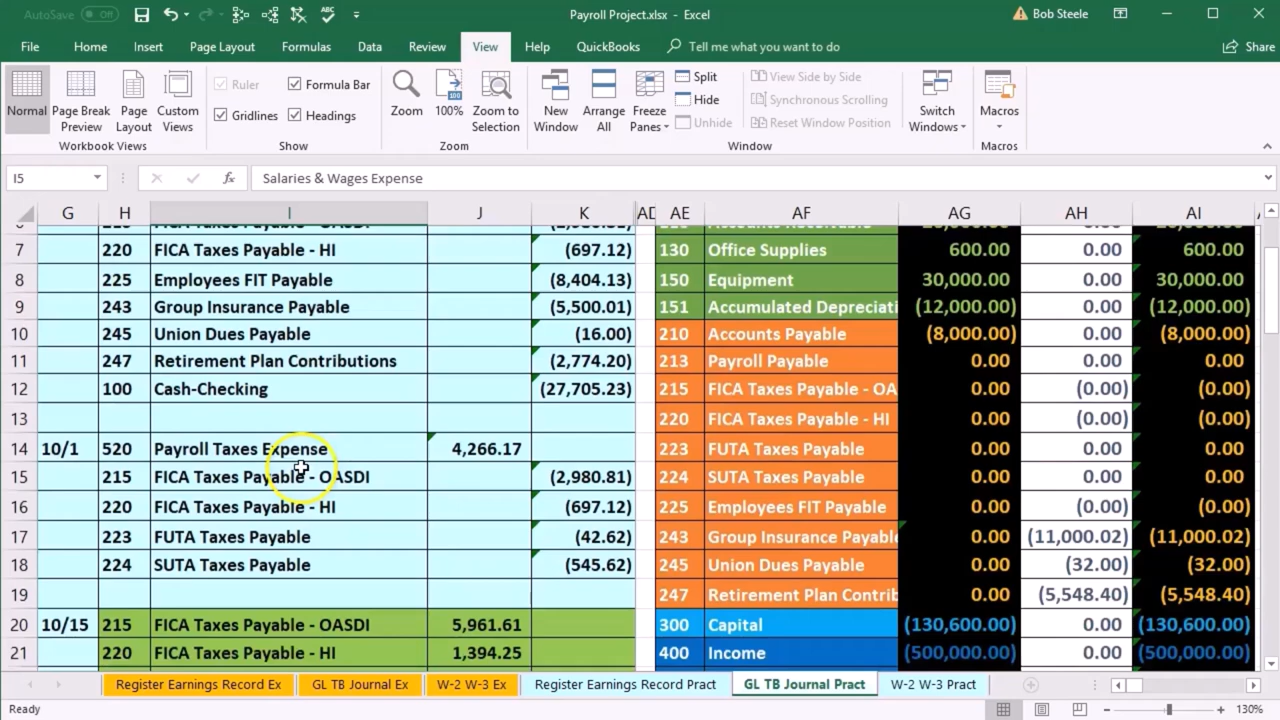 AutoSave Off
Payroll Project.xlsx - Excel
Bob Steele
File Home Insert Page Layout Formulas Data Review View Help QuickBooks Tell me what you want to do Share
Normal
Page Break Preview
Page Layout
Custom Views
Workbook Views
Ruler
Formula Bar
Gridlines
Headings
Show
Zoom
100%
Zoom to Selection
Zoom
New Window
Arrange All
Freeze Panes
Split
Hide
Unhide
View Side by Side
Synchronous Scrolling
Reset Window Position
Switch Windows
Window
Macros
Macros
I5 fx Salaries & Wages Expense
G H I J K AE AF AG AH AI
7 220 FICA Taxes Payable - HI (697.12) 130 Office Supplies 600.00 0.00 600.00
8 225 Employees FIT Payable (8,404.13) 150 Equipment 30,000.00 0.00 30,000.00
9 243 Group Insurance Payable (5,500.01) 151 Accumulated Depreciati (12,000.00) 0.00 (12,000.00)
10 245 Union Dues Payable (16.00) 210 Accounts Payable (8,000.00) 0.00 (8,000.00)
11 247 Retirement Plan Contributions (2,774.20) 213 Payroll Payable 0.00 0.00 0.00
12 100 Cash-Checking (27,705.23) 215 FICA Taxes Payable - OA 0.00 (0.00) (0.00)
13 220 FICA Taxes Payable - HI 0.00 (0.00) (0.00)
14 10/1 520 Payroll Taxes Expense 4,266.17 223 FUTA Taxes Payable 0.00 0.00 0.00
15 215 FICA Taxes Payable - OASDI (2,980.81) 224 SUTA Taxes Payable 0.00 0.00 0.00
16 220 FICA Taxes Payable - HI (697.12) 225 Employees FIT Payable 0.00 (0.00) (0.00)
17 223 FUTA Taxes Payable (42.62) 243 Group Insurance Payabl 0.00 (11,000.02) (11,000.02)
18 224 SUTA Taxes Payable (545.62) 245 Union Dues Payable 0.00 (32.00) (32.00)
19 247 Retirement Plan Contrib 0.00 (5,548.40) (5,548.40)
20 10/15 215 FICA Taxes Payable - OASDI 5,961.61 300 Capital (130,600.00) 0.00 (130,600.00)
21 220 FICA Taxes Payable - HI 1,394.25 400 Income (500,000.00) 0.00 (500,000.00)
Register Earnings Record Ex GL TB Journal Ex W-2 W-3 Ex Register Earnings Record Pract GL TB Journal Pract W-2 W-3 Pract
Ready 130%